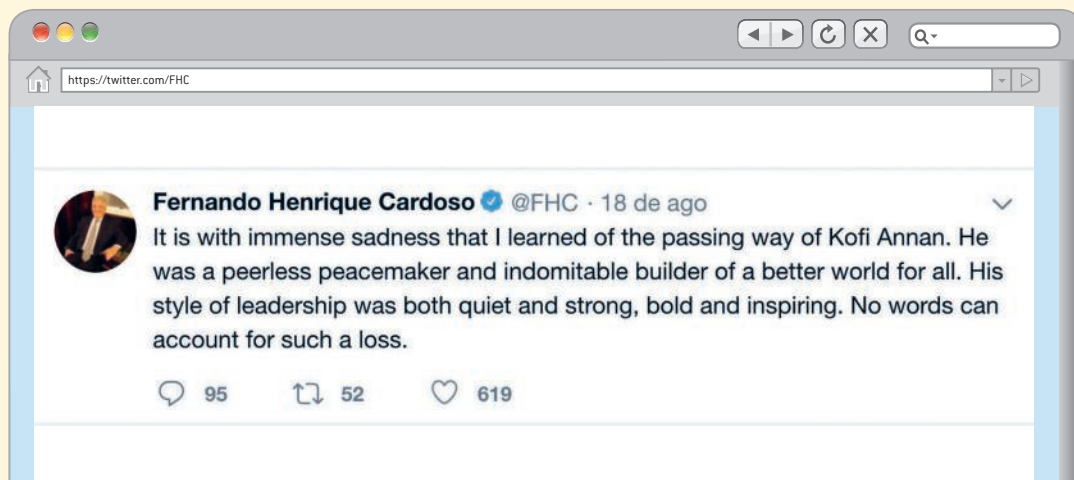 https://twitter.com/FHC
Fernando Henrique Cardoso @FHC · 18 de ago
It is with immense sadness that I learned of the passing way of Kofi Annan. He
was a peerless peacemaker and indomitable builder of a better world for all. His
style of leadership was both quiet and strong, bold and inspiring. No words can
account for such a loss.
95 52 619